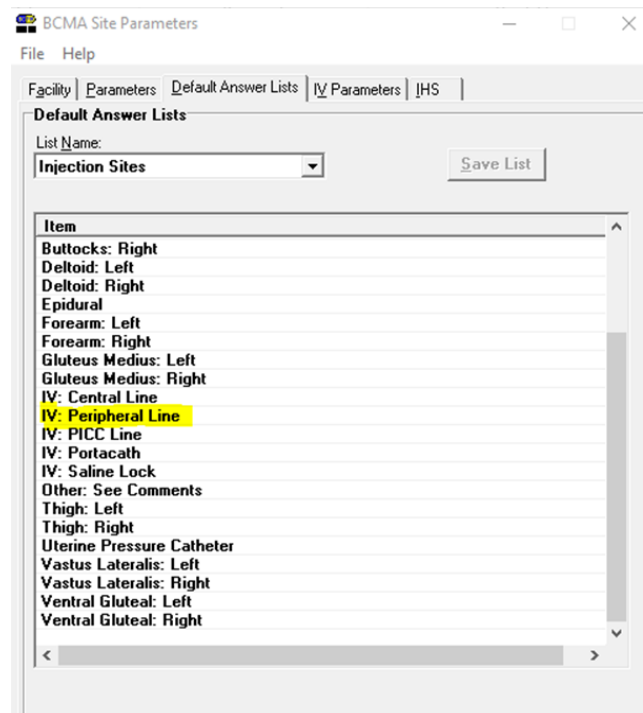 BCMA Site Parameters
File Help
Facility Parameters Default Answer Lists IV Parameters IHS
Default Answer Lists
List Name:
Injection Sites
Save List
Item
Buttocks: Right
Deltoid: Left
Deltoid: Right
Epidural
Forearm: Left
Forearm: Right
Gluteus Medius: Left
Gluteus Medius: Right
IV: Central Line
IV: Peripheral Line
IV: PICC Line
IV: Portacath
IV: Saline Lock
Other: See Comments
Thigh: Left
Thigh: Right
Uterine Pressure Catheter
Vastus Lateralis: Left
Vastus Lateralis: Right
Ventral Gluteal: Left
Ventral Gluteal: Right